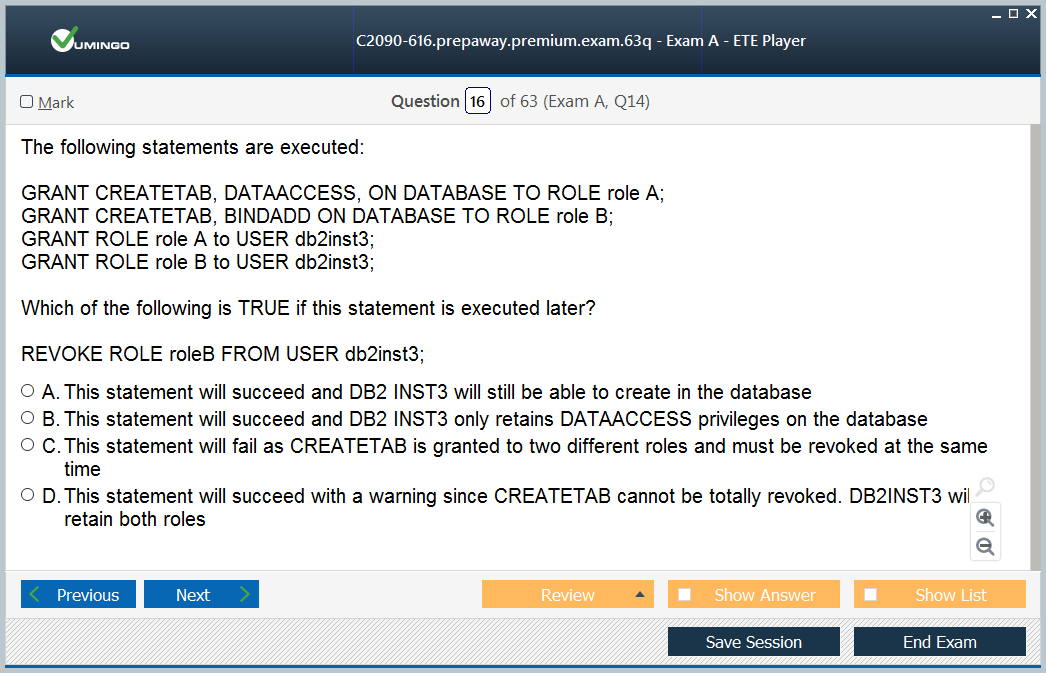 VUMINGO
C2090-616.prepaway.premium.exam.63q - Exam A - ETE Player
Mark
Question 16 of 63 (Exam A, Q14)
The following statements are executed:
GRANT CREATETAB, DATAACCESS, ON DATABASE TO ROLE role A;
GRANT CREATETAB, BINDADD ON DATABASE TO ROLE role B;
GRANT ROLE role A to USER db2inst3;
GRANT ROLE role B to USER db2inst3;
Which of the following is TRUE if this statement is executed later?
REVOKE ROLE roleB FROM USER db2inst3;
A. This statement will succeed and DB2 INST3 will still be able to create in the database
B. This statement will succeed and DB2 INST3 only retains DATAACCESS privileges on the database
C. This statement will fail as CREATETAB is granted to two different roles and must be revoked at the same
time
D. This statement will succeed with a warning since CREATETAB cannot be totally revoked. DB2INST3 wil
retain both roles
Previous
Next
Review
Show Answer
Show List
Save Session
End Exam